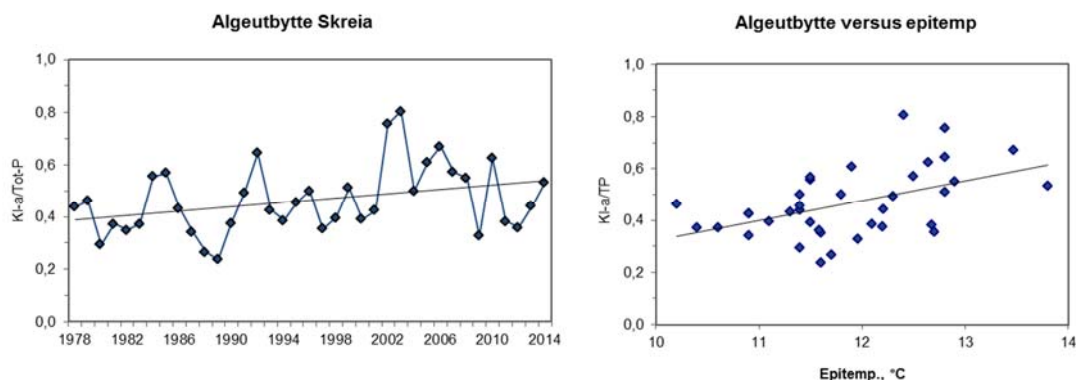 Algeutbytte Skreia
1,0
0,8
0,6
0,4
0,2
0,0
Kl-a/Tot-P
1978 1982 1986 1990 1994 1998 2002 2006 2010 2014
Algeutbytte versus epitemp
1,0
0,8
0,6
0,4
0,2
0,0
Kl-a/TP
10 11 12 13 14
Epitemp., °C